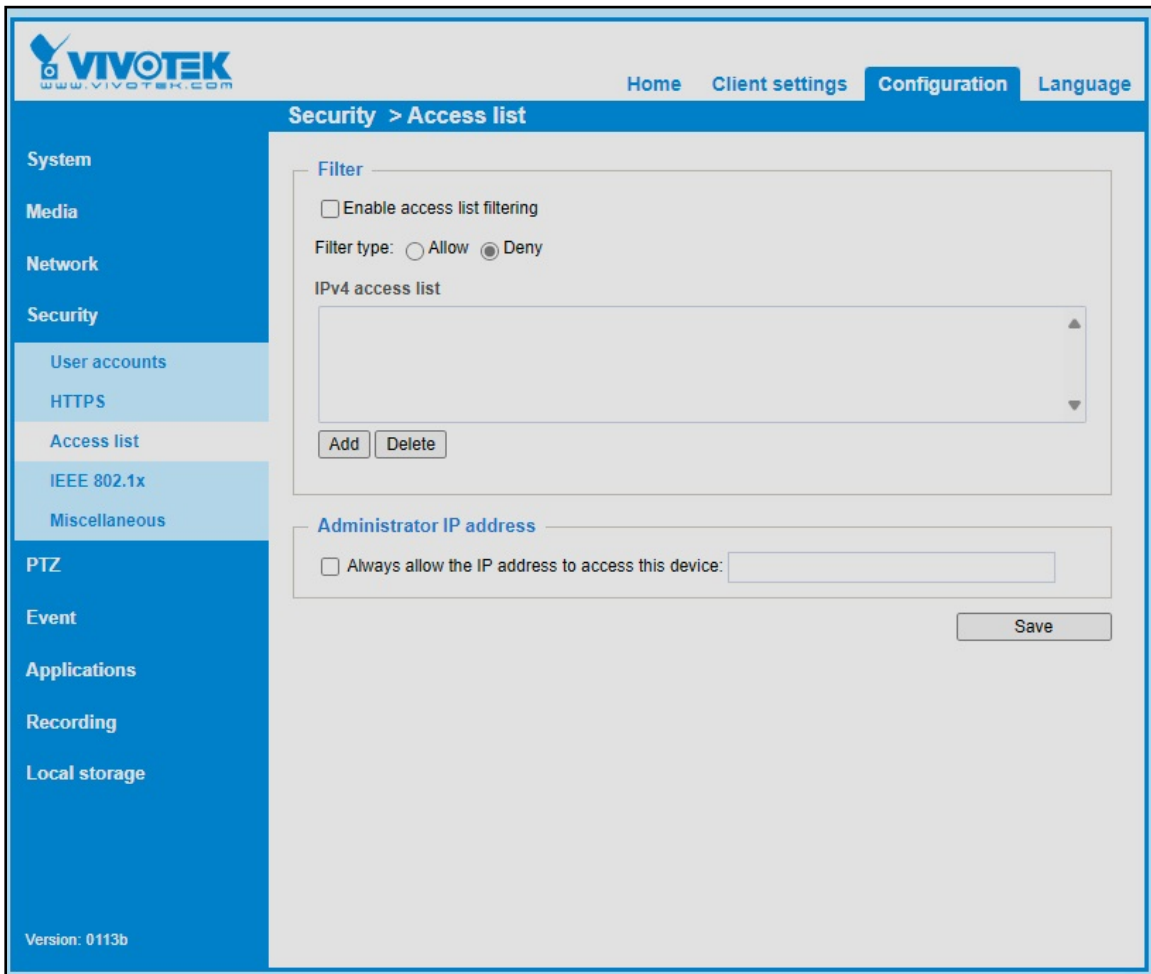 VIVOTEK
www.vivotek.com
Home Client settings Configuration Language
Security > Access list
System
Media
Network
Security
User accounts
HTTPS
Access list
IEEE 802.1x
Miscellaneous
PTZ
Event
Applications
Recording
Local storage
Version: 0113b
Filter
Enable access list filtering
Filter type: Allow Deny
IPv4 access list
Add Delete
Administrator IP address
Always allow the IP address to access this device:
Save